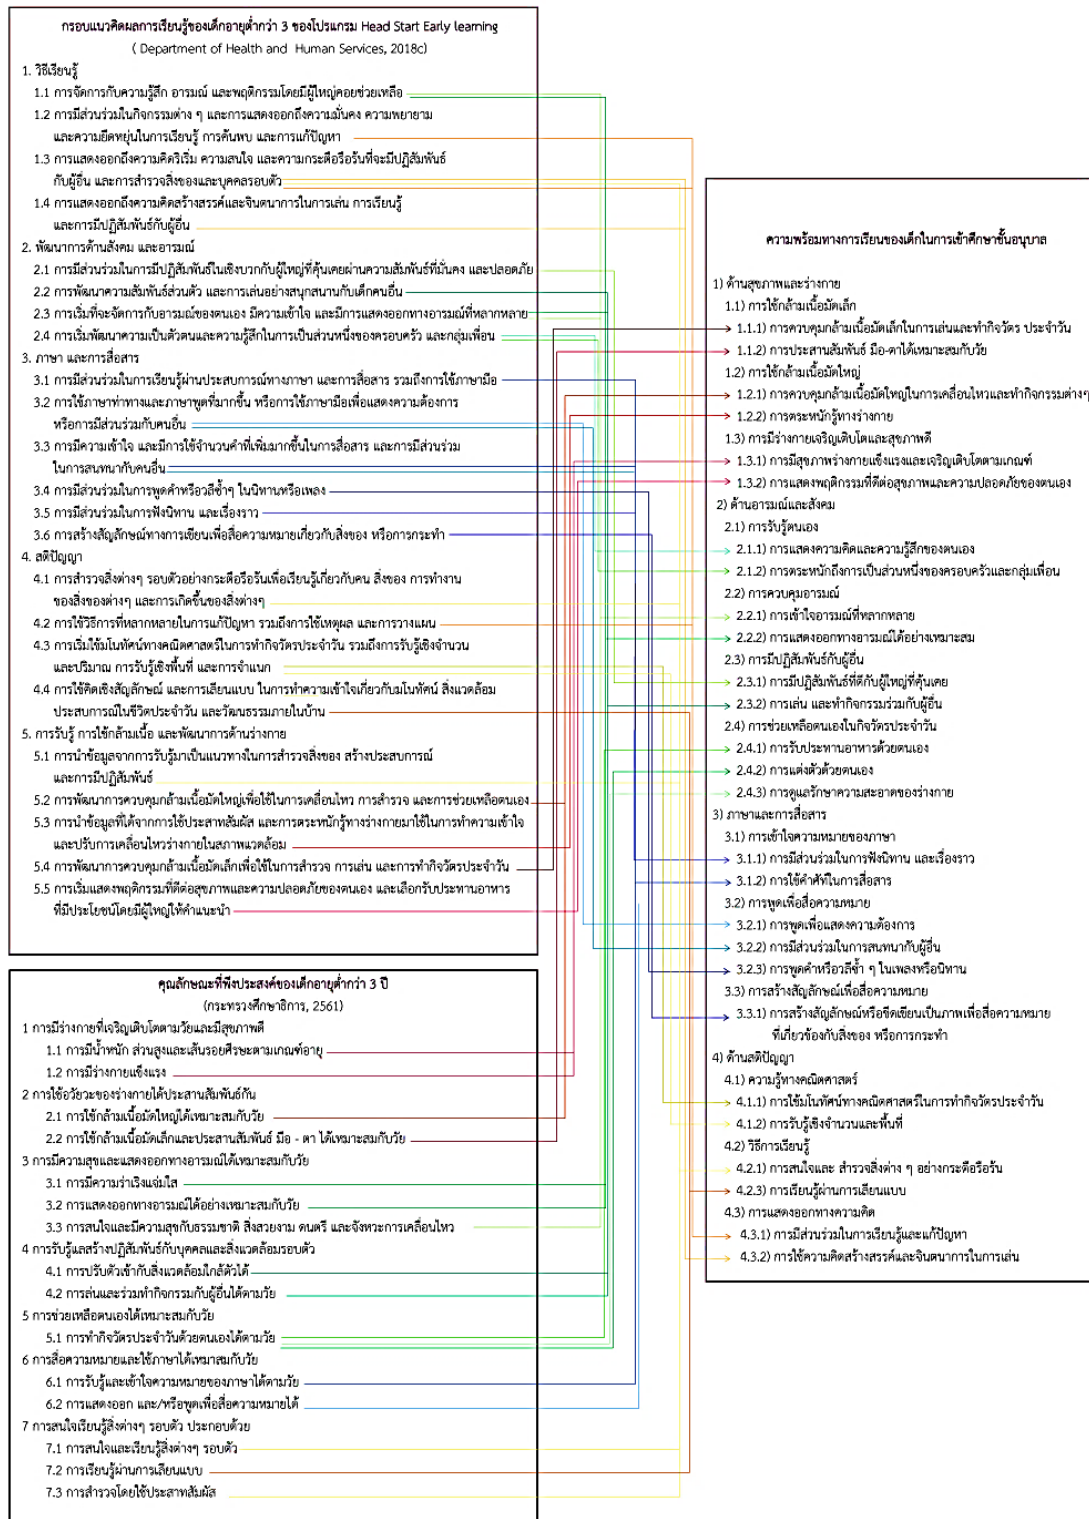 กรอบแนวคิดผลการเรียนรู้ของเด็กอายุต่ำกว่า 3 ของโปรแกรม Head Start Early learning
( Department of Health and Human Services, 2018c)
1. วิธีเรียนรู้
1.1 การจัดการกับความรู้สึก อารมณ์ และพฤติกรรมโดยมีผู้ใหญ่คอยช่วยเหลือ
1.2 การมีส่วนร่วมในกิจกรรมต่าง ๆ และการแสดงออกถึงความมั่นคง ความพยายาม
และความยืดหยุ่นในการเรียนรู้ การค้นพบ และการแก้ปัญหา
1.3 การแสดงออกถึงความคิดริเริ่ม ความสนใจ และความกระตือรือร้นที่จะมีปฏิสัมพันธ์
กับผู้อื่น และการสำรวจสิ่งของและบุคคลรอบตัว
1.4 การแสดงออกถึงความคิดสร้างสรรค์และจินตนาการในการเล่น การเรียนรู้
และการมีปฏิสัมพันธ์กับผู้อื่น
2. พัฒนาการด้านสังคม และอารมณ์
2.1 การมีส่วนร่วมในการมีปฏิสัมพันธ์ในเชิงบวกกับผู้ใหญ่ที่คุ้นเคยผ่านความสัมพันธ์ที่มั่นคง และปลอดภัย
2.2 การพัฒนาความสัมพันธ์ส่วนตัว และการเล่นอย่างสนุกสนานกับเด็กคนอื่น
2.3 การเริ่มที่จะจัดการกับอารมณ์ของตนเอง มีความเข้าใจ และมีการแสดงออกทางอารมณ์ที่หลากหลาย
2.4 การเริ่มพัฒนาความเป็นตัวตนและความรู้สึกในการเป็นส่วนหนึ่งของครอบครัว และกลุ่มเพื่อน
3. ภาษา และการสื่อสาร
3.1 การมีส่วนร่วมในการเรียนรู้ผ่านประสบการณ์ทางภาษา และการสื่อสาร รวมถึงการใช้ภาษามือ
3.2 การใช้ภาษาท่าทางและภาษาพูดที่มากขึ้น หรือการใช้ภาษามือเพื่อแสดงความต้องการ
หรือการมีส่วนร่วมกับคนอื่น
3.3 การมีความเข้าใจ และมีการใช้จำนวนคำที่เพิ่มมากขึ้นในการสื่อสาร และการมีส่วนร่วม
ในการสนทนากับคนอื่น
3.4 การมีส่วนร่วมในการพูดคำหรือวลีซ้ำๆ ในนิทานหรือเพลง
3.5 การมีส่วนร่วมในการฟังนิทาน และเรื่องราว
3.6 การสร้างสัญลักษณ์ทางการเขียนเพื่อสื่อความหมายเกี่ยวกับสิ่งของ หรือการกระทำ
4. สติปัญญา
4.1 การสำรวจสิ่งต่างๆ รอบตัวอย่างกระตือรือร้นเพื่อเรียนรู้เกี่ยวกับคน สิ่งของ การทำงาน
ของสิ่งของต่างๆ และการเกิดขึ้นของสิ่งต่างๆ
4.2 การใช้วิธีการที่หลากหลายในการแก้ปัญหา รวมถึงการใช้เหตุผล และการวางแผน
4.3 การเริ่มใช้มโนทัศน์ทางคณิตศาสตร์ในการทำกิจวัตรประจำวัน รวมถึงการรับรู้เชิงจำนวน
และปริมาณ การรับรู้เชิงพื้นที่ และการจำแนก
4.4 การใช้คิดเชิงสัญลักษณ์ และการเลียนแบบ ในการทำความเข้าใจเกี่ยวกับมโนทัศน์ สิ่งแวดล้อม
ประสบการณ์ในชีวิตประจำวัน และวัฒนธรรมภายในบ้าน
5. การรับรู้ การใช้กล้ามเนื้อ และพัฒนาการด้านร่างกาย
5.1 การนำข้อมูลจากการรับรู้มาเป็นแนวทางในการสำรวจสิ่งของ สร้างประสบการณ์
และการมีปฏิสัมพันธ์
5.2 การพัฒนาการควบคุมกล้ามเนื้อมัดใหญ่เพื่อใช้ในการเคลื่อนไหว การสำรวจ และการช่วยเหลือตนเอง
5.3 การนำข้อมูลที่ได้จากการใช้ประสาทสัมผัส และการตระหนักรู้ทางร่างกายมาใช้ในการทำความเข้าใจ
และปรับการเคลื่อนไหวร่างกายในสภาพแวดล้อม
5.4 การพัฒนาการควบคุมกล้ามเนื้อมัดเล็กเพื่อใช้ในการสำรวจ การเล่น และการทำกิจวัตรประจำวัน
5.5 การเริ่มแสดงพฤติกรรมที่ดีต่อสุขภาพและความปลอดภัยของตนเอง และเลือกรับประทานอาหาร
ที่มีประโยชน์โดยมีผู้ใหญ่ให้คำแนะนำ
คุณลักษณะที่พึงประสงค์ของเด็กอายุต่ำกว่า 3 ปี
(กระทรวงศึกษาธิการ, 2561)
1 การมีร่างกายที่เจริญเติบโตตามวัยและมีสุขภาพดี
1.1 การมีน้ำหนัก ส่วนสูงและเส้นรอบศีรษะตามเกณฑ์อายุ
1.2 การมีร่างกายแข็งแรง
2 การใช้อวัยวะของร่างกายได้ประสานสัมพันธ์กัน
2.1 การใช้กล้ามเนื้อมัดใหญ่ได้เหมาะสมกับวัย
2.2 การใช้กล้ามเนื้อมัดเล็กและประสานสัมพันธ์ มือ - ตา ได้เหมาะสมกับวัย
3 การมีความสุขและแสดงออกทางอารมณ์ได้เหมาะสมกับวัย
3.1 การมีความร่าเริงแจ่มใส
3.2 การแสดงออกทางอารมณ์ได้อย่างเหมาะสมกับวัย
3.3 การสนใจและมีความสุขกับธรรมชาติ สิ่งสวยงาม ดนตรี และจังหวะการเคลื่อนไหว
4 การรับรู้แลสร้างปฏิสัมพันธ์กับบุคคลและสิ่งแวดล้อมรอบตัว
4.1 การปรับตัวเข้ากับสิ่งแวดล้อมใกล้ตัวได้
4.2 การล่นและร่วมทำกิจกรรมกับผู้อื่นได้ตามวัย
5 การช่วยเหลือตนเองได้เหมาะสมกับวัย
5.1 การทำกิจวัตรประจำวันด้วยตนเองได้ตามวัย
6 การสื่อความหมายและใช้ภาษาได้เหมาสมกับวัย
6.1 การรับรู้และเข้าใจความหมายของภาษาได้ตามวัย
6.2 การแสดงออก และ/หรือพูดเพื่อสื่อความหมายได้
7 การสนใจเรียนรู้สิ่งต่างๆ รอบตัว ประกอบด้วย
7.1 การสนใจและเรียนรู้สิ่งต่างๆ รอบตัว
7.2 การเรียนรู้ผ่านการเลียนแบบ
7.3 การสำรวจโดยใช้ประสาทสัมผัส
ความพร้อมทางการเรียนของเด็กในการเข้าศึกษาชั้นอนุบาล
1) ด้านสุขภาพและร่างกาย
1.1) การใช้กล้ามเนื้อมัดเล็ก
1.1.1) การควบคุมกล้ามเนื้อมัดเล็กในการเล่นและทำกิจวัตร ประจำวัน
1.1.2) การประสานสัมพันธ์ มือ-ตาได้เหมาะสมกับวัย
1.2) การใช้กล้ามเนื้อมัดใหญ่
1.2.1) การควบคุมกล้ามเนื้อมัดใหญ่ในการเคลื่อนไหวและทำกิจกรรมต่างๆ
1.2.2) การตระหนักรู้ทางร่างกาย
1.3) การมีร่างกายเจริญเติบโตและสุขภาพดี
1.3.1) การมีสุขภาพร่างกายแข็งแรงและเจริญเติบโตตามเกณฑ์
1.3.2) การแสดงพฤติกรรมที่ดีต่อสุขภาพและความปลอดภัยของตนเอง
2) ด้านอารมณ์และสังคม
2.1) การรับรู้ตนเอง
2.1.1) การแสดงความคิดและความรู้สึกของตนเอง
2.1.2) การตระหนักถึงการเป็นส่วนหนึ่งของครอบครัวและกลุ่มเพื่อน
2.2) การควบคุมอารมณ์
2.2.1) การเข้าใจอารมณ์ที่หลากหลาย
2.2.2) การแสดงออกทางอารมณ์ได้อย่างเหมาะสม
2.3) การมีปฏิสัมพันธ์กับผู้อื่น
2.3.1) การมีปฏิสัมพันธ์ที่ดีกับผู้ใหญ่ที่คุ้นเคย
2.3.2) การเล่น และทำกิจกรรมร่วมกับผู้อื่น
2.4) การช่วยเหลือตนเองในกิจวัตรประจำวัน
2.4.1) การรับประทานอาหารด้วยตนเอง
2.4.2) การแต่งตัวด้วยตนเอง
2.4.3) การดูแลรักษาความสะอาดของร่างกาย
3) ภาษาและการสื่อสาร
3.1) การเข้าใจความหมายของภาษา
3.1.1) การมีส่วนร่วมในการฟังนิทาน และเรื่องราว
3.1.2) การใช้คำศัทในการสื่อสาร
3.2) การพูดเพื่อสื่อความหมาย
3.2.1) การพูดเพื่อแสดงความต้องการ
3.2.2) การมีส่วนร่วมในการสนทนากับผู้อื่น
3.2.3) การพูดคำหรือวลีซ้ำ ๆ ในเพลงหรือนิทาน
3.3) การสร้างสัญลักษณ์เพื่อสื่อความหมาย
3.3.1) การสร้างสัญลักษณ์หรือขีดเขียนเป็นภาพเพื่อสื่อความหมาย
ที่เกี่ยวข้องกับสิ่งของ หรือการกระทำ
4) ด้านสติปัญญา
4.1) ความรู้ทางคณิตศาสตร์
4.1.1) การใช้มโนทัศน์ทางคณิตศาสตร์ในการทำกิจวัตรประจำวัน
4.1.2) การรับรู้เชิงจำนวนและพื้นที่
4.2) วิธีการเรียนรู้
4.2.1) การสนใจและ สำรวจสิ่งต่าง ๆ อย่างกระตือรือร้น
4.2.3) การเรียนรู้ผ่านการเลียนแบบ
4.3) การแสดงออกทางความคิด
4.3.1) การมีส่วนร่วมในการเรียนรู้และแก้ปัญหา
4.3.2) การใช้ความคิดสร้างสรรค์และจินตนาการในการเล่น